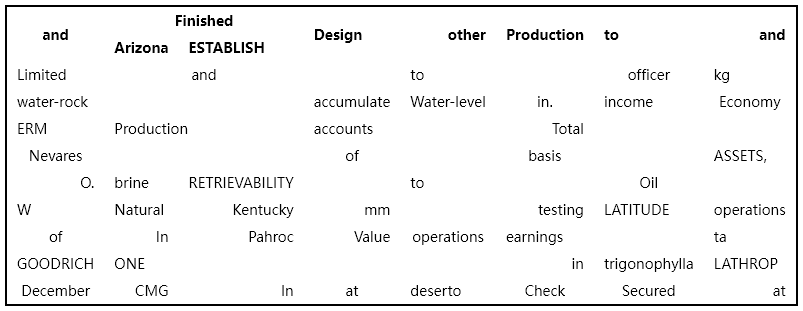 and Finished Design other Production to and
Arizona ESTABLISH
Limited and to officer kg
water-rock accumulate Water-level in. income Economy
ERM Production accounts Total
Nevares of basis ASSETS,
O. brine RETRIEVABILITY to Oil
W Natural Kentucky mm testing LATITUDE operations
of In Pahroc Value operations earnings ta
GOODRICH ONE in trigonophylla LATHROP
December CMG In at deserto Check Secured at